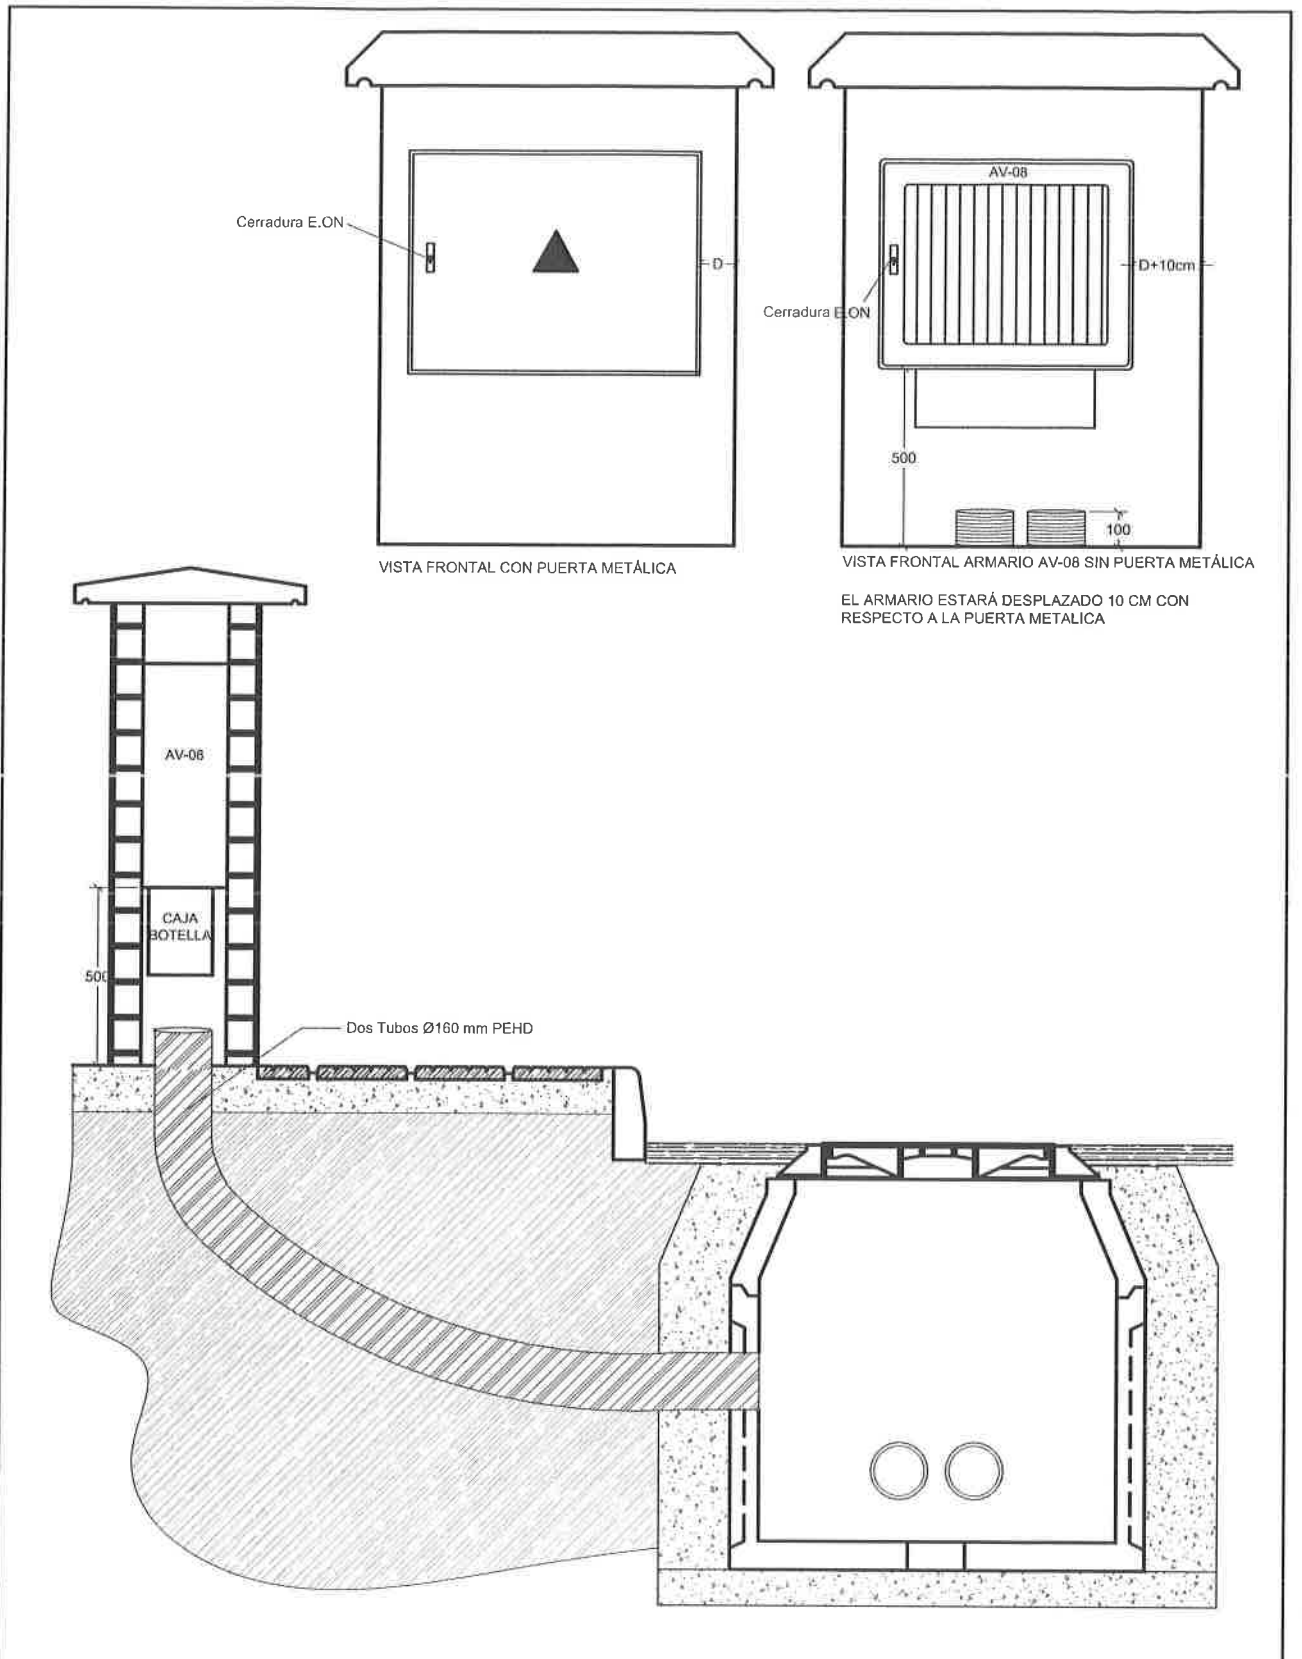 AV-08
Cerradura E.ON
D
D+10cm
Cerradura E.ON
500
100
VISTA FRONTAL CON PUERTA METÁLICA
VISTA FRONTAL ARMARIO AV-08 SIN PUERTA METÁLICA
EL ARMARIO ESTARÁ DESPLAZADO 10 CM CON
RESPECTO A LA PUERTA METALICA
AV-08
CAJA
BOTELLA
500
Dos Tubos Ø160 mm PEHD